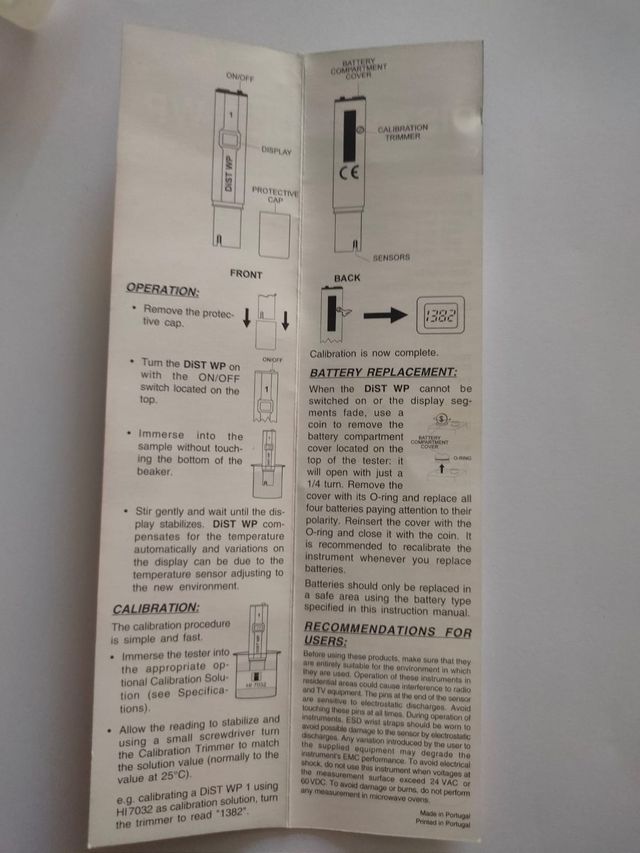 ON/OFF
1
DISPLAY
DiST WP
PROTECTIVE
CAP
FRONT
OPERATION:
• Remove the protec-
tive cap.
• Turn the DiST WP on
with the ON/OFF
switch located on the
top.
ON/OFF
1
• Immerse into the
sample without touch-
ing the bottom of the
beaker.
• Stir gently and wait until the dis-
play stabilizes. DiST WP com-
pensates for the temperature
automatically and variations on
the display can be due to the
temperature sensor adjusting to
the new environment.
CALIBRATION:
The calibration procedure
is simple and fast.
• Immerse the tester into
the appropriate op-
tional Calibration Solu-
tion (see Specifica-
tions).
HI 7032
• Allow the reading to stabilize and
using a small screwdriver turn
the Calibration Trimmer to match
the solution value (normally to the
value at 25°C).
e.g. calibrating a DiST WP 1 using
HI7032 as calibration solution, turn
the trimmer to read "1382".
BATTERY
COMPARTMENT
COVER
CALIBRATION
TRIMMER
CE
SENSORS
BACK
1382
Calibration is now complete.
BATTERY REPLACEMENT:
When the DiST WP cannot be
switched on or the display seg-
ments fade, use a
coin to remove the
battery compartment
cover located on the
top of the tester: it
will open with just a
1/4 turn. Remove the
cover with its O-ring and replace all
four batteries paying attention to their
polarity. Reinsert the cover with the
O-ring and close it with the coin. It
is recommended to recalibrate the
instrument whenever you replace
batteries.
$
BATTERY
COMPARTMENT
COVER
O-RING
Batteries should only be replaced in
a safe area using the battery type
specified in this instruction manual.
RECOMMENDATIONS FOR
USERS:
Before using these products, make sure that they
are entirely suitable for the environment in which
they are used. Operation of these instruments in
residential areas could cause interference to radio
and TV equipment. The pins at the end of the sensor
are sensitive to electrostatic discharges. Avoid
touching these pins at all times. During operation of
instruments, ESD wrist straps should be worn to
avoid possible damage to the sensor by electrostatic
discharges. Any variation introduced by the user to
the supplied equipment may degrade the
instrument's EMC performance. To avoid electrical
shock, do not use this instrument when voltages at
the measurement surface exceed 24 VAC or
60VDC. To avoid damage or burns, do not perform
any measurement in microwave ovens.
Made in Portugal
Printed in Portugal